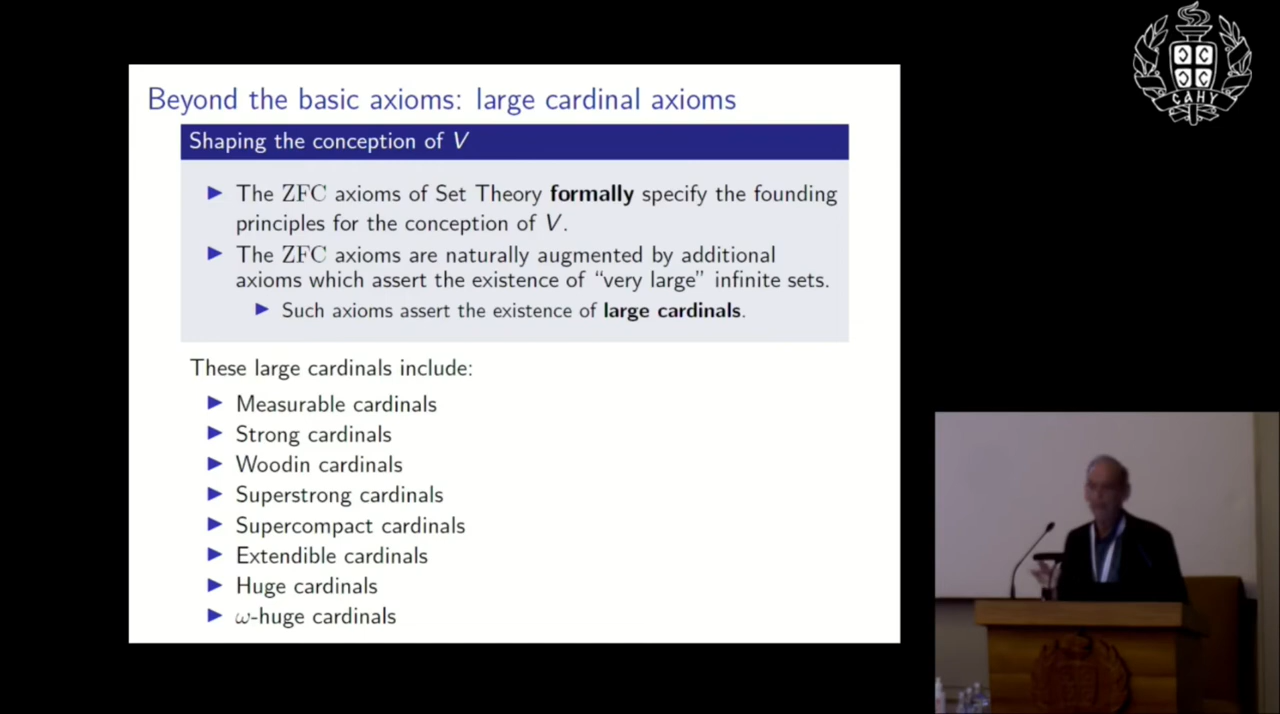 Beyond the basic axioms: large cardinal axioms
Shaping the conception of V
▶ The ZFC axioms of Set Theory formally specify the founding
principles for the conception of V.
▶ The ZFC axioms are naturally augmented by additional
axioms which assert the existence of “very large” infinite sets.
▶ Such axioms assert the existence of large cardinals.
These large cardinals include:
▶ Measurable cardinals
▶ Strong cardinals
▶ Woodin cardinals
▶ Superstrong cardinals
▶ Supercompact cardinals
▶ Extendible cardinals
▶ Huge cardinals
▶ ω-huge cardinals
САНУ